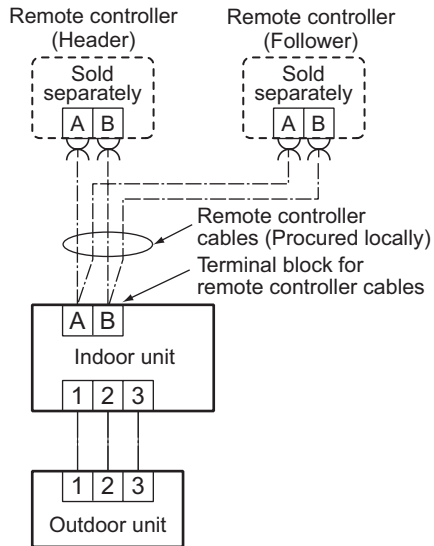 Remote controller
(Header)
Remote controller
(Follower)
Sold
separately
A B
Sold
separately
A B
Remote controller
cables (Procured locally)
Terminal block for
remote controller cables
A B
Indoor unit
1 2 3
1 2 3
Outdoor unit